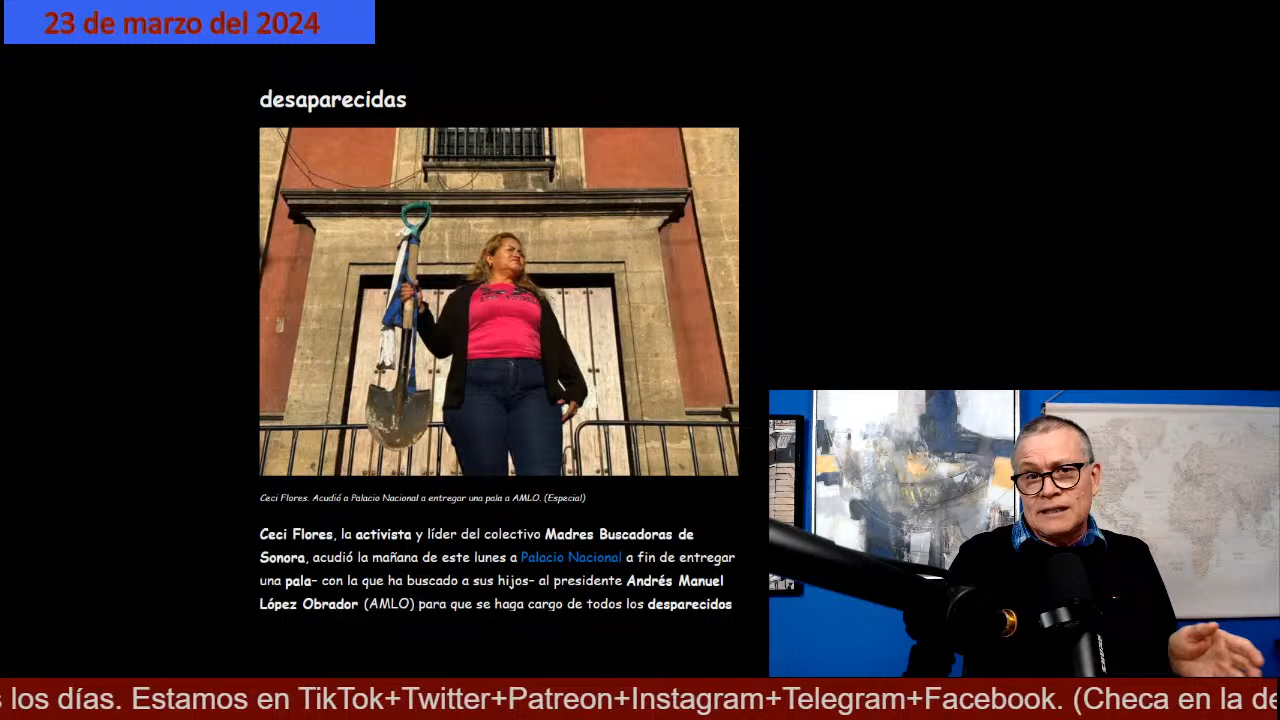 23 de marzo del 2024
desaparecidas
Ceci Flores. Acudió a Palacio Nacional a entregar una pala a AMLO. (Especial)
Ceci Flores, la activista y líder del colectivo Madres Buscadoras de
Sonora, acudió la mañana de este lunes a Palacio Nacional a fin de entregar
una pala– con la que ha buscado a sus hijos– al presidente Andrés Manuel
López Obrador (AMLO) para que se haga cargo de todos los desparecidos
s los días. Estamos en TikTok+Twitter+Patreon+Instagram+Telegram+Facebook. (Checa en la de